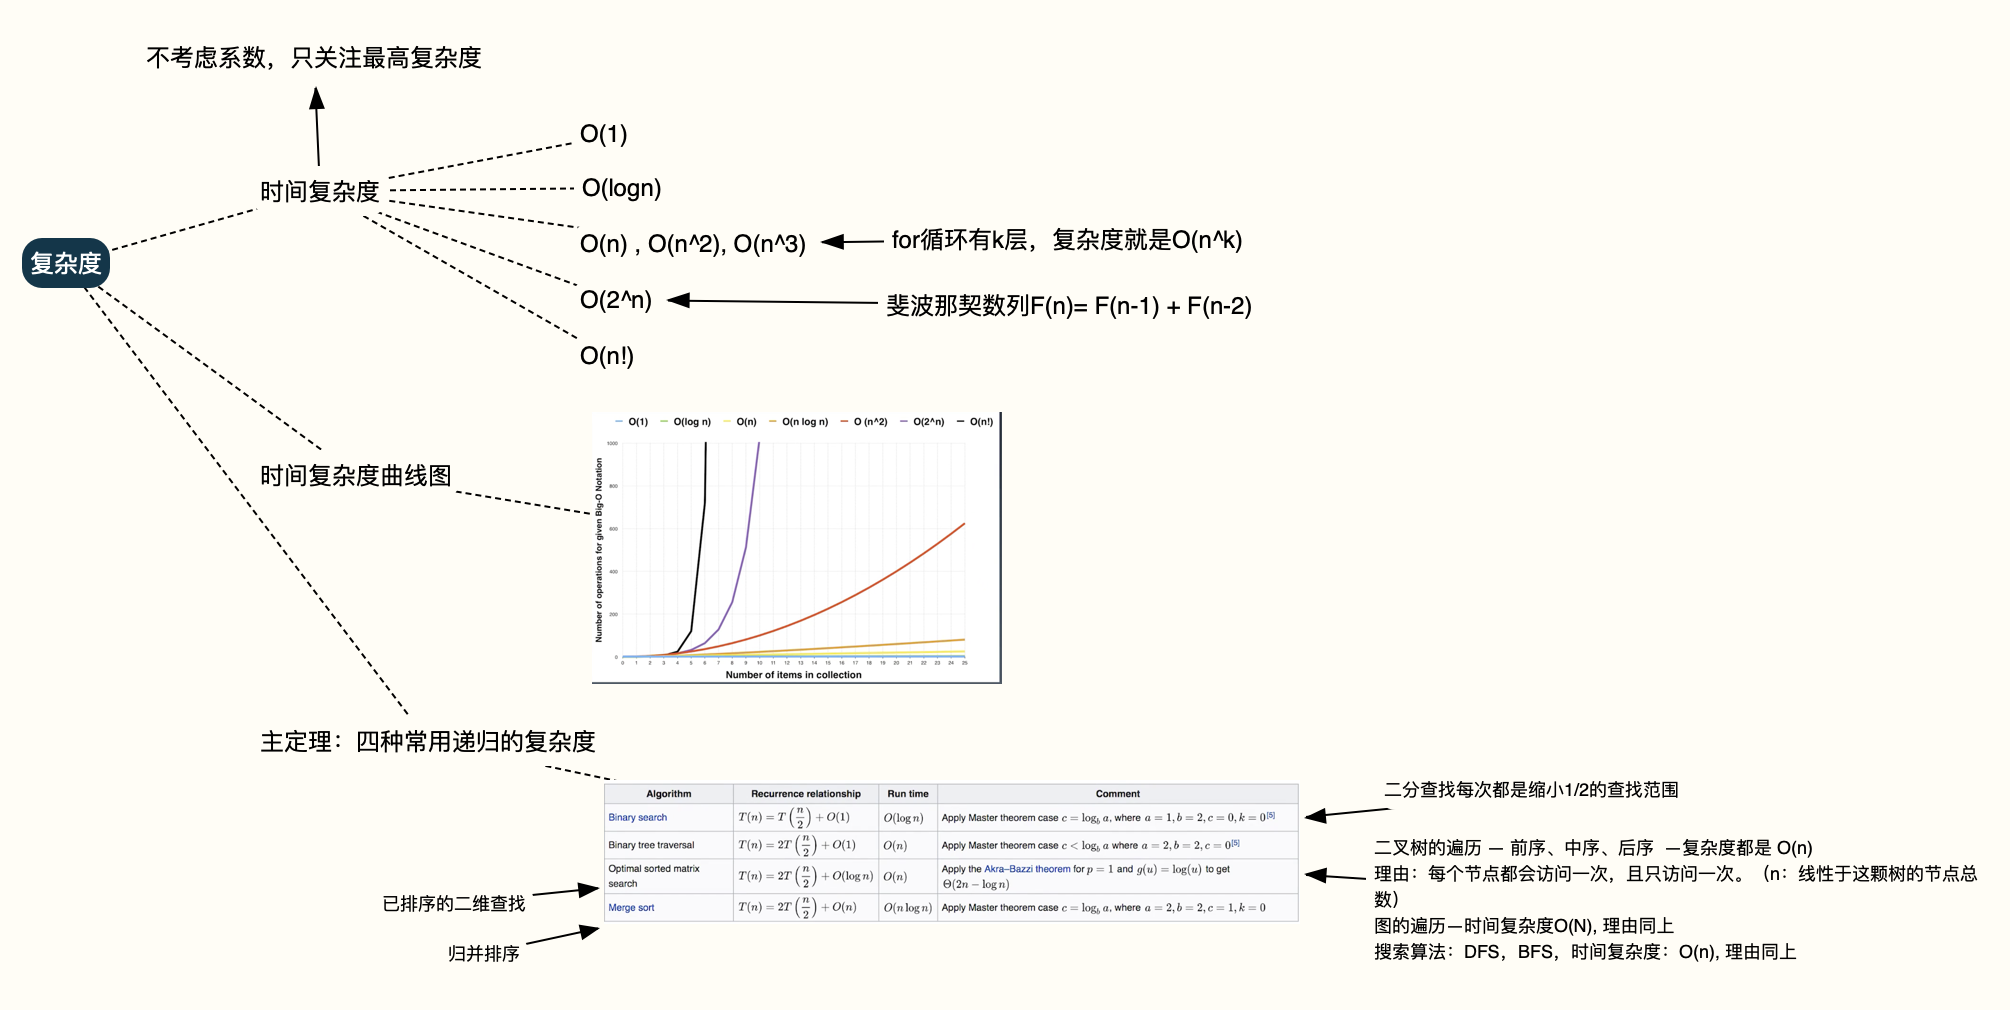 不考虑系数，只关注最高复杂度
时间复杂度
O(1)
O(logn)
O(n) , O(n^2), O(n^3)
for循环有k层，复杂度就是O(n^k)
复杂度
O(2^n)
斐波那契数列F(n)= F(n-1) + F(n-2)
O(n!)
时间复杂度曲线图
O(1) O(log n) O(n) O(n log n) O (n^2) O(2^n) O(n!)
Number of operations for given Big-O Notation
1000
800
600
400
200
0
0 1 2 3 4 5 6 7 8 9 10 11 12 13 14 15 16 17 18 19 20 21 22 23 24 25
Number of items in collection
主定理：四种常用递归的复杂度
Algorithm Recurrence relationship Run time Comment
Binary search T(n) = T(n/2) + O(1) O(log n) Apply Master theorem case c = log_b a, where a = 1, b = 2, c = 0, k = 0[5]
Binary tree traversal T(n) = 2T(n/2) + O(1) O(n) Apply Master theorem case c < log_b a where a = 2, b = 2, c = 0[5]
Optimal sorted matrix search T(n) = 2T(n/2) + O(log n) O(n) Apply the Akra–Bazzi theorem for p = 1 and g(u) = log(u) to get
Θ(2n − log n)
Merge sort T(n) = 2T(n/2) + O(n) O(n log n) Apply Master theorem case c = log_b a, where a = 2, b = 2, c = 1, k = 0
已排序的二维查找
归并排序
二分查找每次都是缩小1/2的查找范围
二叉树的遍历 — 前序、中序、后序 —复杂度都是 O(n)
理由：每个节点都会访问一次，且只访问一次。（n：线性于这颗树的节点总
数）
图的遍历—时间复杂度O(N), 理由同上
搜索算法：DFS，BFS，时间复杂度：O(n), 理由同上